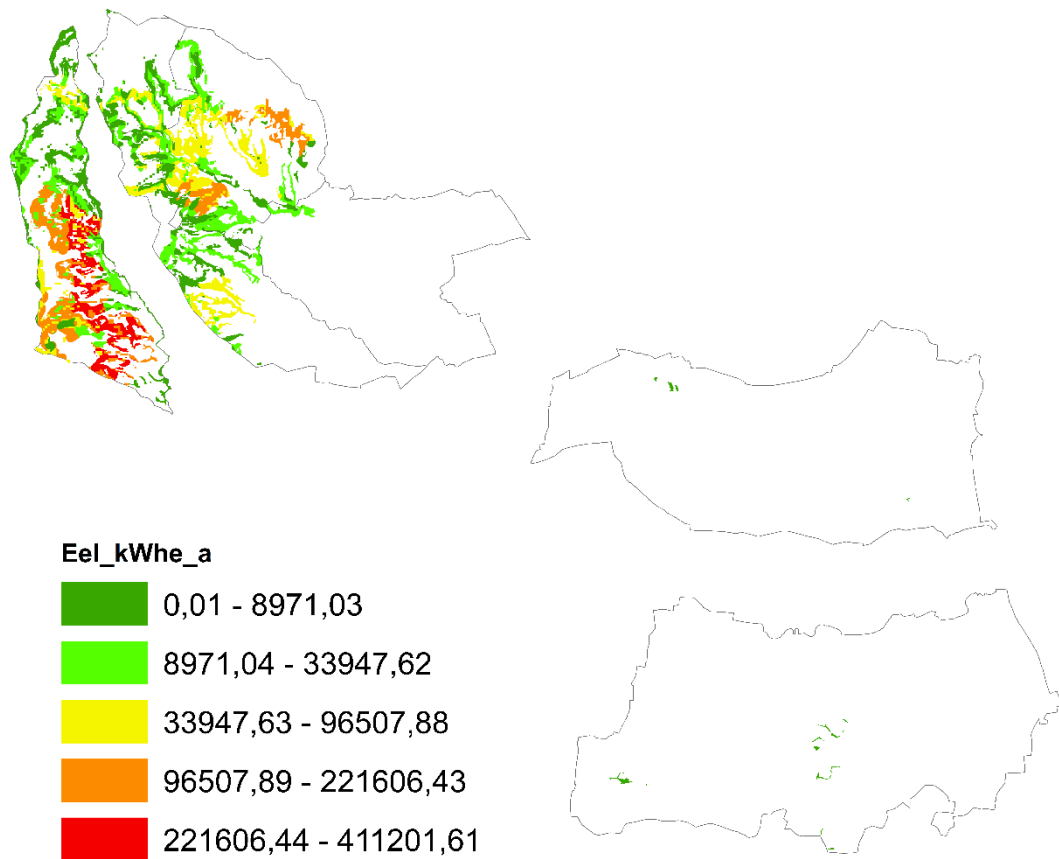 Eel_kWhe_a
0,01 - 8971,03
8971,04 - 33947,62
33947,63 - 96507,88
96507,89 - 221606,43
221606,44 - 411201,61